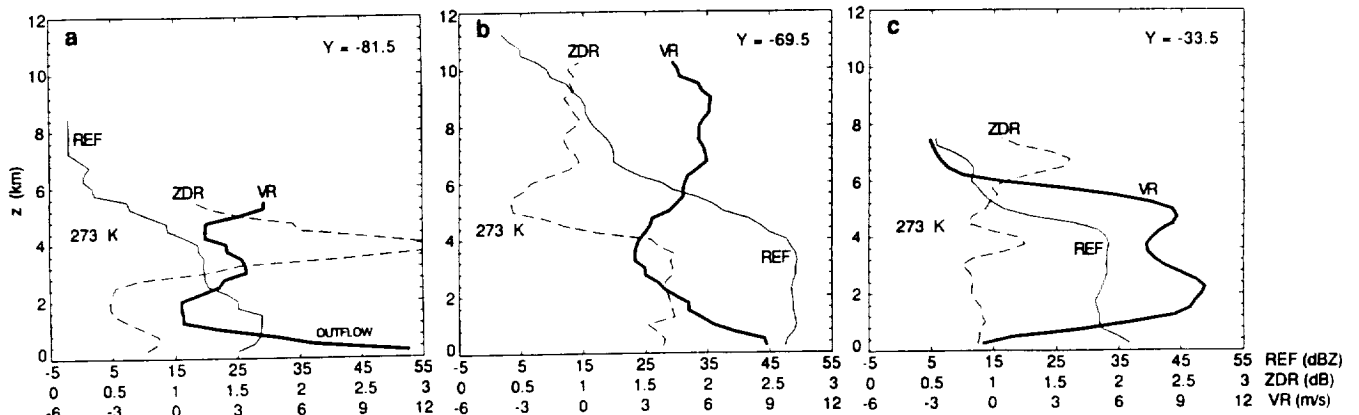 a
Y = -81.5
REF
ZDR
VR
273 K
OUTFLOW
z (km)
12
10
8
6
4
2
0
b
Y = -69.5
ZDR
VR
273 K
REF
12
10
8
6
4
2
0
c
Y = -33.5
ZDR
VR
273 K
REF
12
10
8
6
4
2
0
-5 5 15 25 35 45 55 -5 5 15 25 35 45 55 -5 5 15 25 35 45 55 REF (dBZ)
0 0.5 1 1.5 2 2.5 3 0 0.5 1 1.5 2 2.5 3 0 0.5 1 1.5 2 2.5 3 ZDR (dB)
-6 -3 0 3 6 9 12 -6 -3 0 3 6 9 12 -6 -3 0 3 6 9 12 VR (m/s)